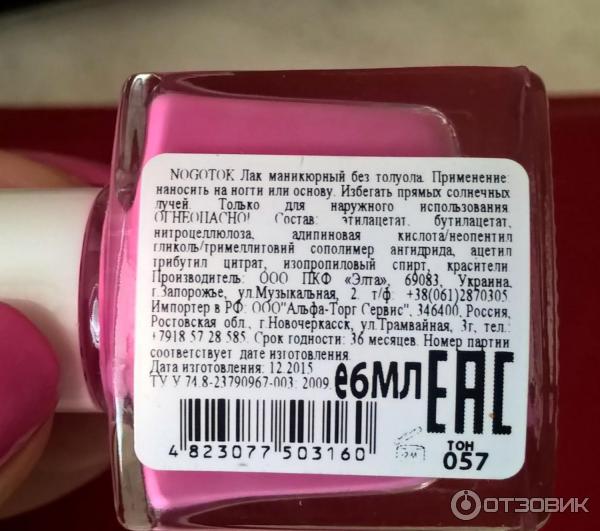 NOGOTOK Лак маникюрный без толуола. Применение:
наносить на ногти или основу. Избегать прямых солнечных
лучей. Только для наружного использования.
ОГНЕОПАСНО! Состав: этилацетат, бутилацетат,
нитроцеллюлоза, адипиновая кислота/неопентил
гликоль/тримеллитовий сополимер ангидрида, ацетил
трибутил цитрат, изопропиловый спирт, красители
Производитель: ООО ПКФ «Элта», 69083, Украина,
г.Запорожье, ул.Музыкальная, 2. т/ф: +38(061)2870305
Импортер в РФ: ООО"Альфа-Торг Сервис", 346400, Россия,
Ростовская обл., г.Новочеркасск, ул.Трамвайная, 3г, тел.:
+7918 57 28 585. Срок годности: 36 месяцев. Номер партии
соответствует дате изготовления.
Дата изготовления: 12.2015
ТУ У 74.8-23790967-003: 2009.
e6МЛ EAC
4 823077 503160
тон
057
ОТЗОВИК